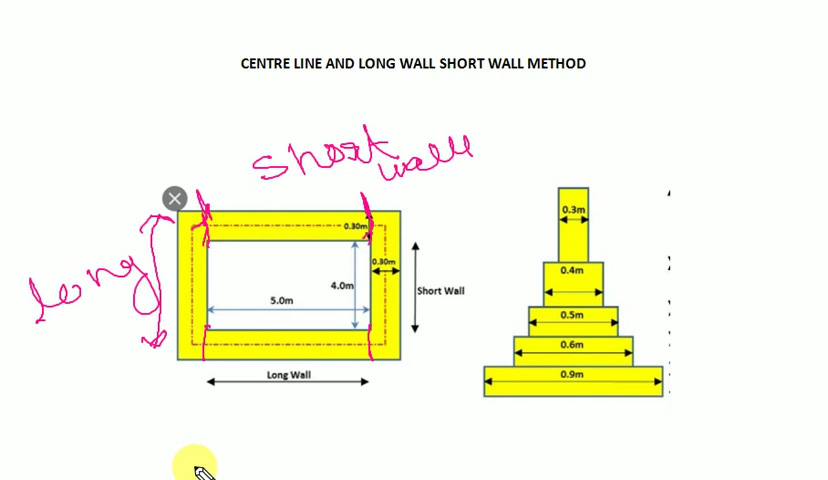 CENTRE LINE AND LONG WALL SHORT WALL METHOD
short wall
long
0.30m
0.30m
4.0m
5.0m
Short Wall
Long Wall
0.3m
0.4m
0.5m
0.6m
0.9m